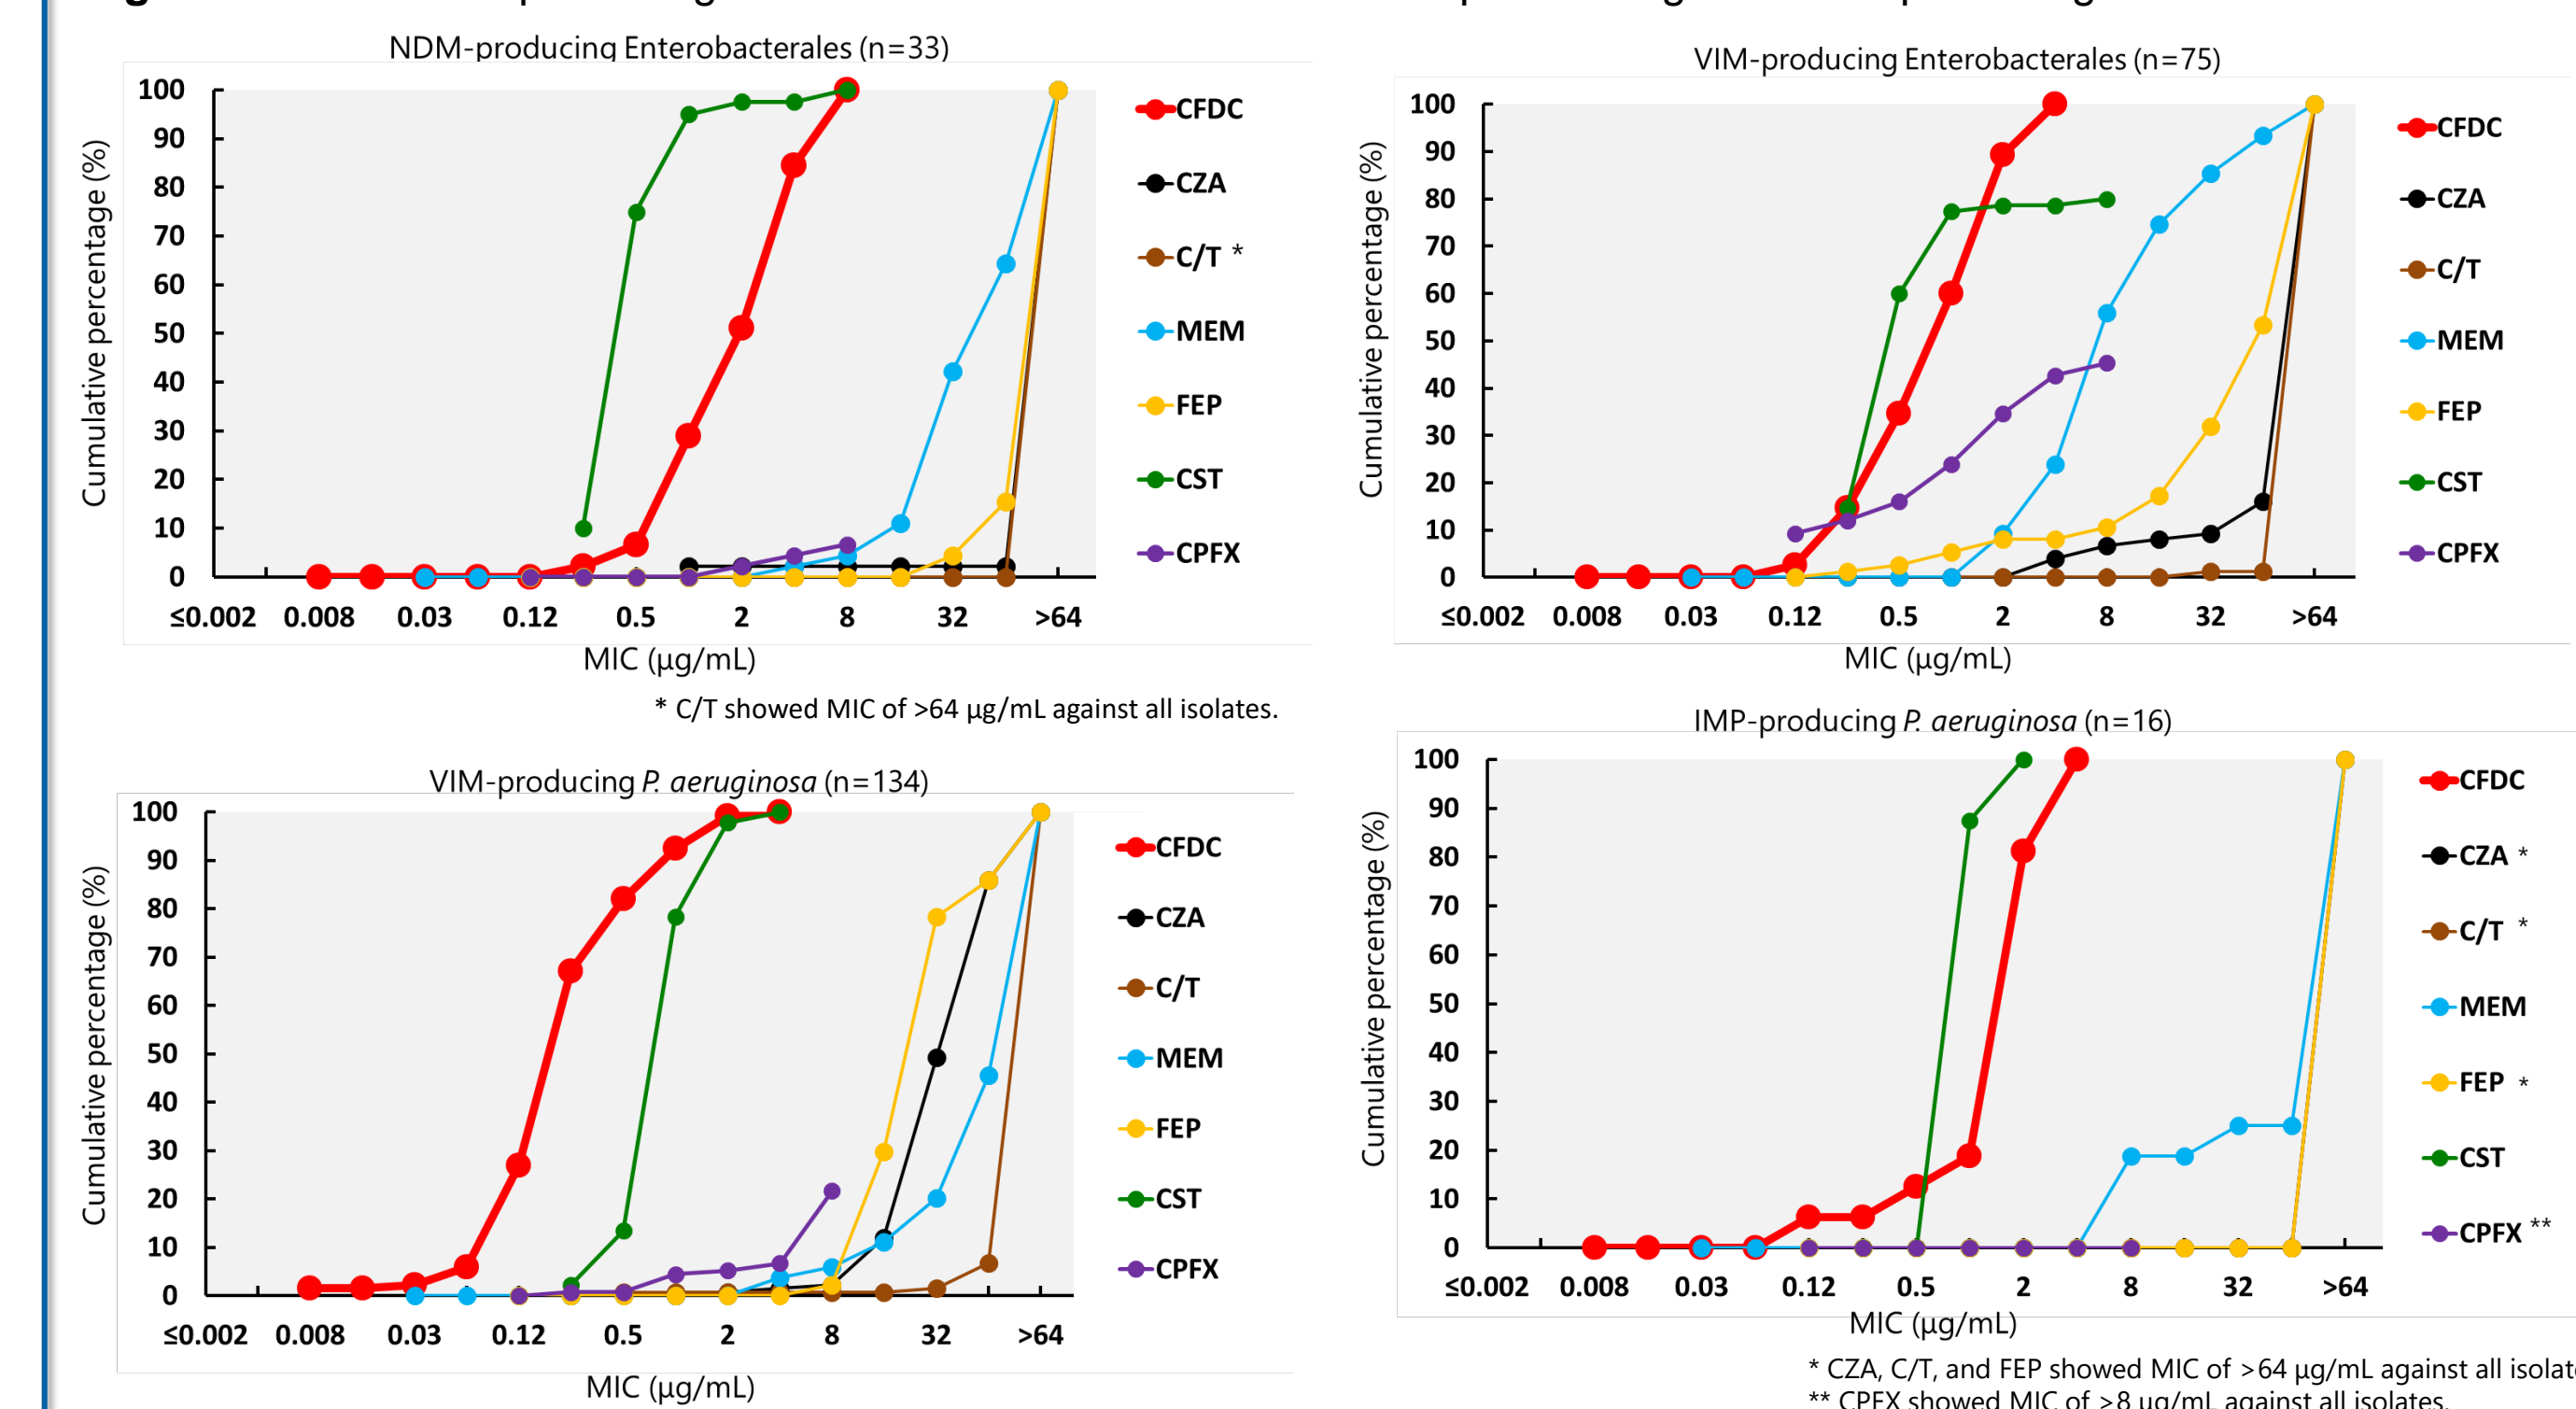 NDM-producing Enterobacterales (n=33)
Cumulative percentage (%)
100
90
80
70
60
50
40
30
20
10
0
≤0.002 0.008 0.03 0.12 0.5 2 8 32 >64
MIC (µg/mL)
CFDC
CZA
C/T *
MEM
FEP
CST
CPFX
* C/T showed MIC of >64 µg/mL against all isolates.
VIM-producing Enterobacterales (n=75)
Cumulative percentage (%)
100
90
80
70
60
50
40
30
20
10
0
≤0.002 0.008 0.03 0.12 0.5 2 8 32 >64
MIC (µg/mL)
CFDC
CZA
C/T
MEM
FEP
CST
CPFX
VIM-producing P. aeruginosa (n=134)
Cumulative percentage (%)
100
90
80
70
60
50
40
30
20
10
0
≤0.002 0.008 0.03 0.12 0.5 2 8 32 >64
MIC (µg/mL)
CFDC
CZA
C/T
MEM
FEP
CST
CPFX
IMP-producing P. aeruginosa (n=16)
Cumulative percentage (%)
100
90
80
70
60
50
40
30
20
10
0
≤0.002 0.008 0.03 0.12 0.5 2 8 32 >64
MIC (µg/mL)
CFDC
CZA *
C/T *
MEM
FEP *
CST
CPFX **
* CZA, C/T, and FEP showed MIC of >64 µg/mL against all
** CPFX showed MIC of >8 µg/mL against all isolates.